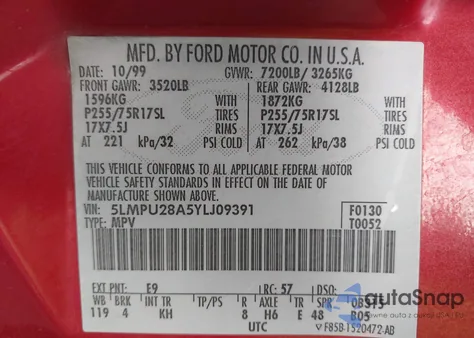 MFD. BY FORD MOTOR CO. IN U.S.A.
DATE: 10/99 GVWR: 7200LB/ 3265KG
FRONT GAWR: 3520LB REAR GAWR: 4128LB
1596KG WITH 1872KG WITH
P255/75R17SL TIRES P255/75R17SL TIRES
17X7.5J RIMS 17X7.5J RIMS
AT 221 kPa/32 PSI COLD AT 262 kPa/38 PSI COLD
THIS VEHICLE CONFORMS TO ALL APPLICABLE FEDERAL MOTOR
VEHICLE SAFETY STANDARDS IN EFFECT ON THE DATE OF
MANUFACTURE SHOWN ABOVE.
VIN: 5LMPU28A5YLJ09391 F0130
TYPE: MPV T0052
EXT PNT: E9 RC: 57 DSO:
WB BRK INT TR TP/PS R AXLE TR SPR
119 4 KH 8 H6 E 48 B05
UTC F85B-1520472-AB
autoSnap